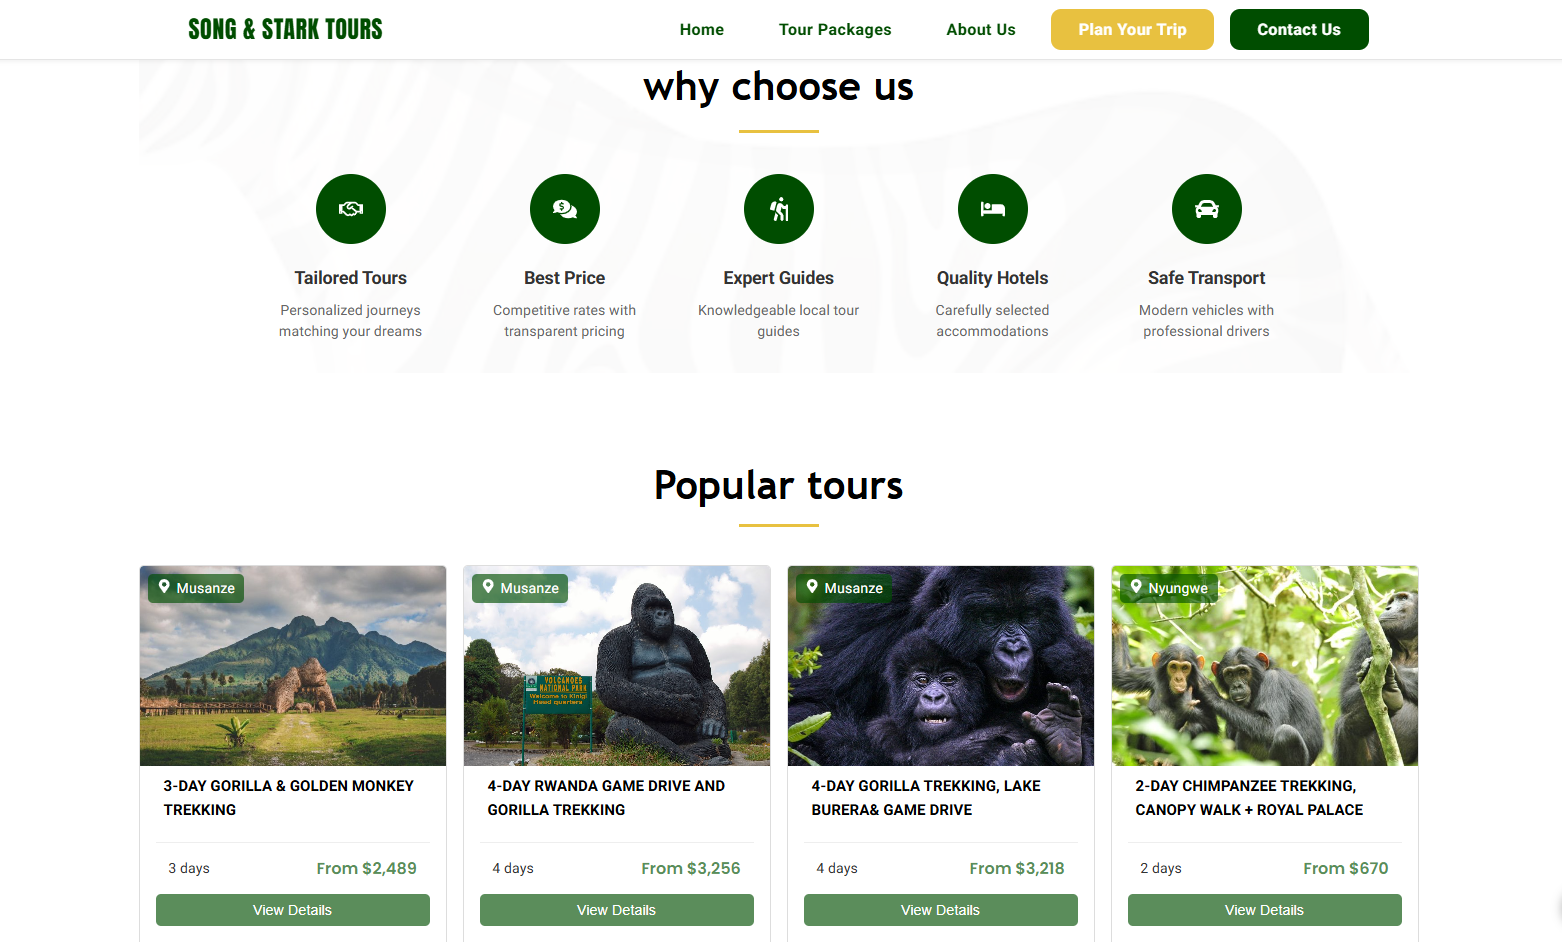 SONG & STARK TOURS
Home
Tour Packages
About Us
Plan Your Trip
Contact Us
why choose us
Tailored Tours
Personalized journeys
matching your dreams
Best Price
Competitive rates with
transparent pricing
Expert Guides
Knowledgeable local tour
guides
Quality Hotels
Carefully selected
accommodations
Safe Transport
Modern vehicles with
professional drivers
Popular tours
Musanze
3-DAY GORILLA & GOLDEN MONKEY
TREKKING
3 days
From $2,489
View Details
Musanze
VOLCANOES
NATIONAL PARK
Welcome to Kinigi
Head quarters
4-DAY RWANDA GAME DRIVE AND
GORILLA TREKKING
4 days
From $3,256
View Details
Musanze
4-DAY GORILLA TREKKING, LAKE
BURERA& GAME DRIVE
4 days
From $3,218
View Details
Nyungwe
2-DAY CHIMPANZEE TREKKING,
CANOPY WALK + ROYAL PALACE
2 days
From $670
View Details